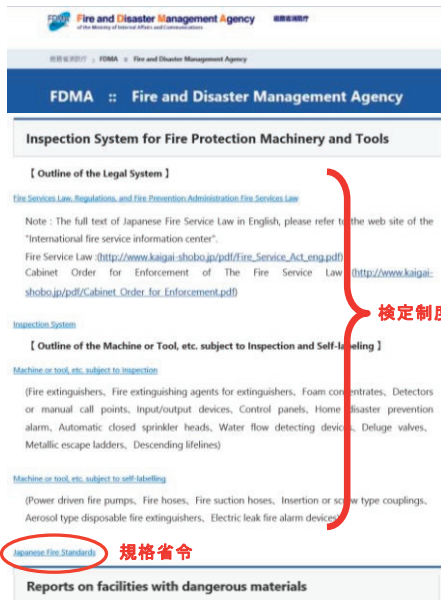 FDMA Fire and Disaster Management Agency 総務省消防庁
of the Ministry of Internal Affairs and Communications
総務省消防庁 : FDMA :: Fire and Disaster Management Agency
FDMA :: Fire and Disaster Management Agency
Inspection System for Fire Protection Machinery and Tools
【 Outline of the Legal System 】
Fire Services Law, Regulations, and Fire Prevention Administration Fire Services Law
Note : The full text of Japanese Fire Service Law in English, please refer to the web site of the
"International fire service information center".
Fire Service Law :(http://www.kaigai-shobo.jp/pdf/Fire_Service_Act_eng.pdf)
Cabinet Order for Enforcement of The Fire Service Law (http://www.kaigai-
shobo.jp/pdf/Cabinet_Order_for_Enforcement.pdf)
検定制度
Inspection System
【 Outline of the Machine or Tool, etc. subject to Inspection and Self-labeling 】
Machine or tool, etc. subject to inspection
(Fire extinguishers、Fire extinguishing agents for extinguishers、Foam concentrates、Detectors
or manual call points、Input/output devices、Control panels、Home disaster prevention
alarm、Automatic closed sprinkler heads、Water flow detecting devices、Deluge valves、
Metallic escape ladders、Descending lifelines)
Machine or tool, etc. subject to self-labelling
(Power driven fire pumps、Fire hoses、Fire suction hoses、Insertion or screw type couplings、
Aerosol type disposable fire extinguishers、Electric leak fire alarm devices)
Japanese Fire Standards 規格省令
Reports on facilities with dangerous materials